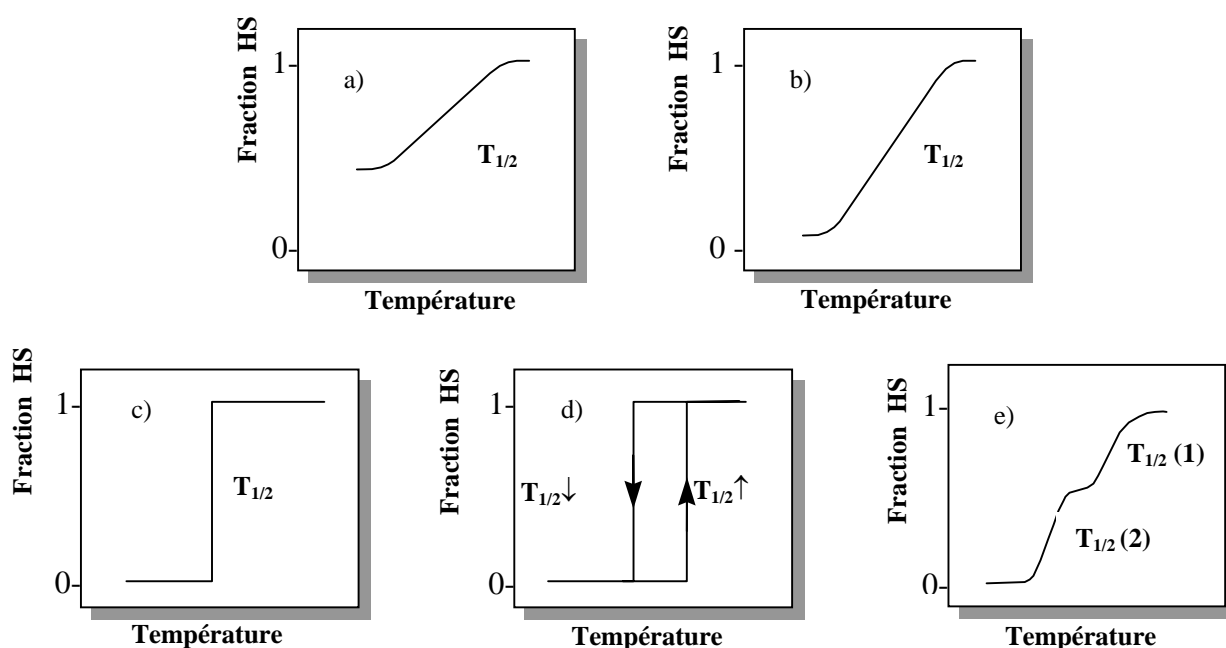 Fraction HS
1
0
a)
T1/2
Température
Fraction HS
1
0
b)
T1/2
Température
Fraction HS
1
0
c)
T1/2
Température
Fraction HS
1
0
d)
T1/2↓
T1/2↑
Température
Fraction HS
1
0
e)
T1/2 (1)
T1/2 (2)
Température